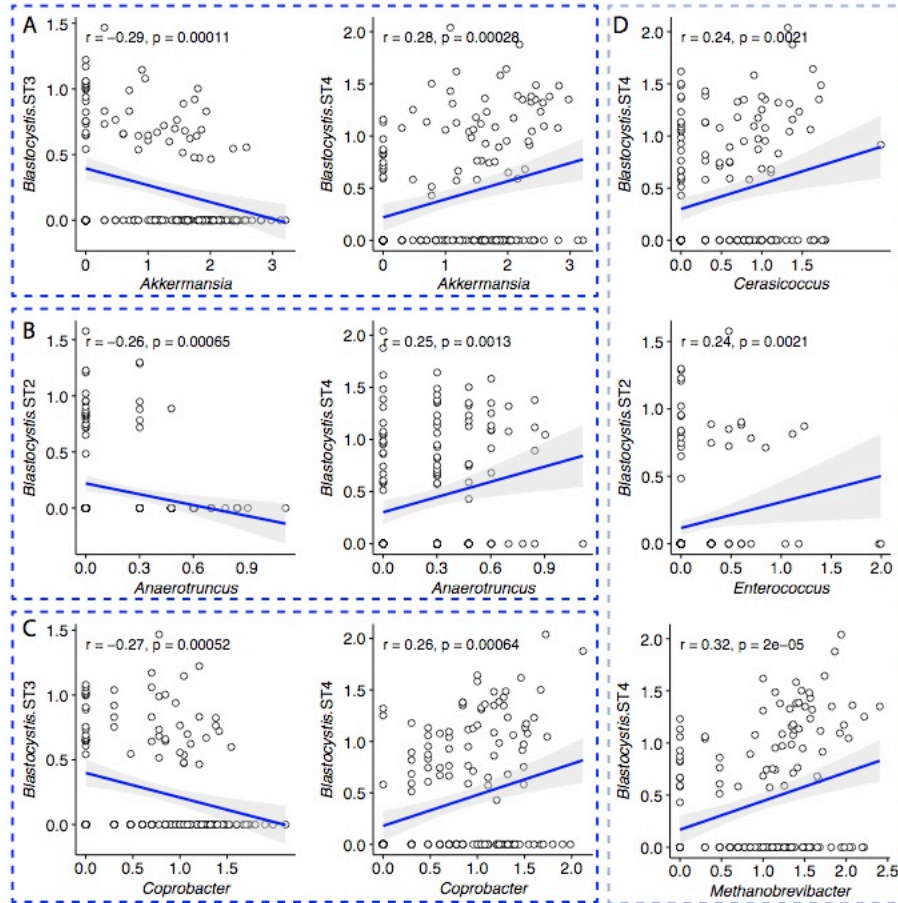 A
r = −0.29, p = 0.00011
Blastocystis.ST3
1.5
1.0
0.5
0.0
0 1 2 3
Akkermansia
r = 0.28, p = 0.00028
Blastocystis.ST4
2.0
1.5
1.0
0.5
0.0
0 1 2 3
Akkermansia
B
r = −0.26, p = 0.00065
Blastocystis.ST2
1.5
1.0
0.5
0.0
0.0 0.3 0.6 0.9
Anaerotruncus
r = 0.25, p = 0.0013
Blastocystis.ST4
2.0
1.5
1.0
0.5
0.0
0.0 0.3 0.6 0.9
Anaerotruncus
C
r = −0.27, p = 0.00052
Blastocystis.ST3
1.5
1.0
0.5
0.0
0.0 0.5 1.0 1.5
Coprobacter
r = 0.26, p = 0.00064
Blastocystis.ST4
2.0
1.5
1.0
0.5
0.0
0.0 0.5 1.0 1.5 2.0
Coprobacter
D
r = 0.24, p = 0.0021
Blastocystis.ST4
2.0
1.5
1.0
0.5
0.0
0.0 0.5 1.0 1.5
Cerasicoccus
r = 0.24, p = 0.0021
Blastocystis.ST2
1.5
1.0
0.5
0.0
0.0 0.5 1.0 1.5 2.0
Enterococcus
r = 0.32, p = 2e−05
Blastocystis.ST4
2.0
1.5
1.0
0.5
0.0
0.0 0.5 1.0 1.5 2.0 2.5
Methanobrevibacter